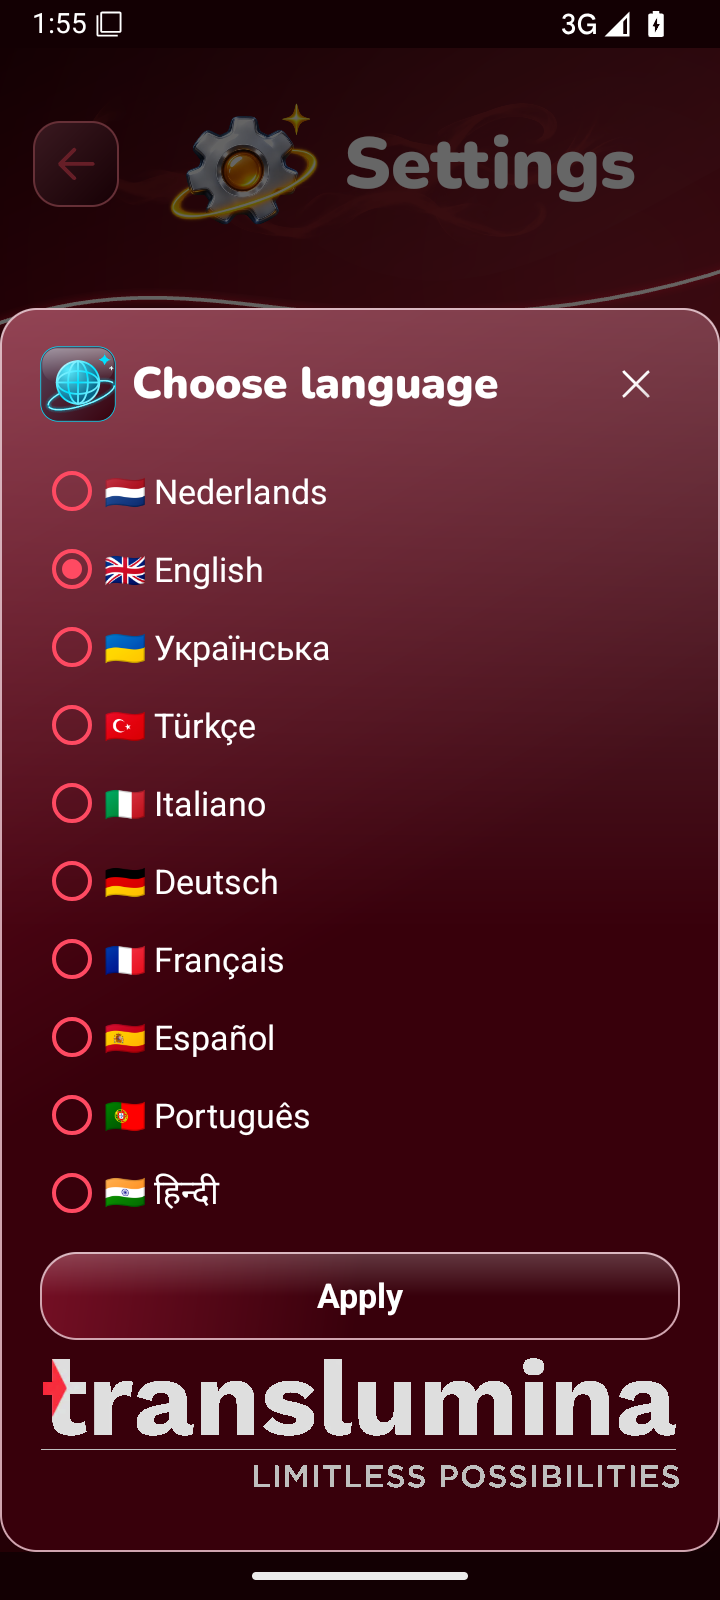 1:55
3G
Settings
Choose language
Nederlands
English
Українська
Türkçe
Italiano
Deutsch
Français
Español
Português
हिन्दी
Apply
translumina
LIMITLESS POSSIBILITIES